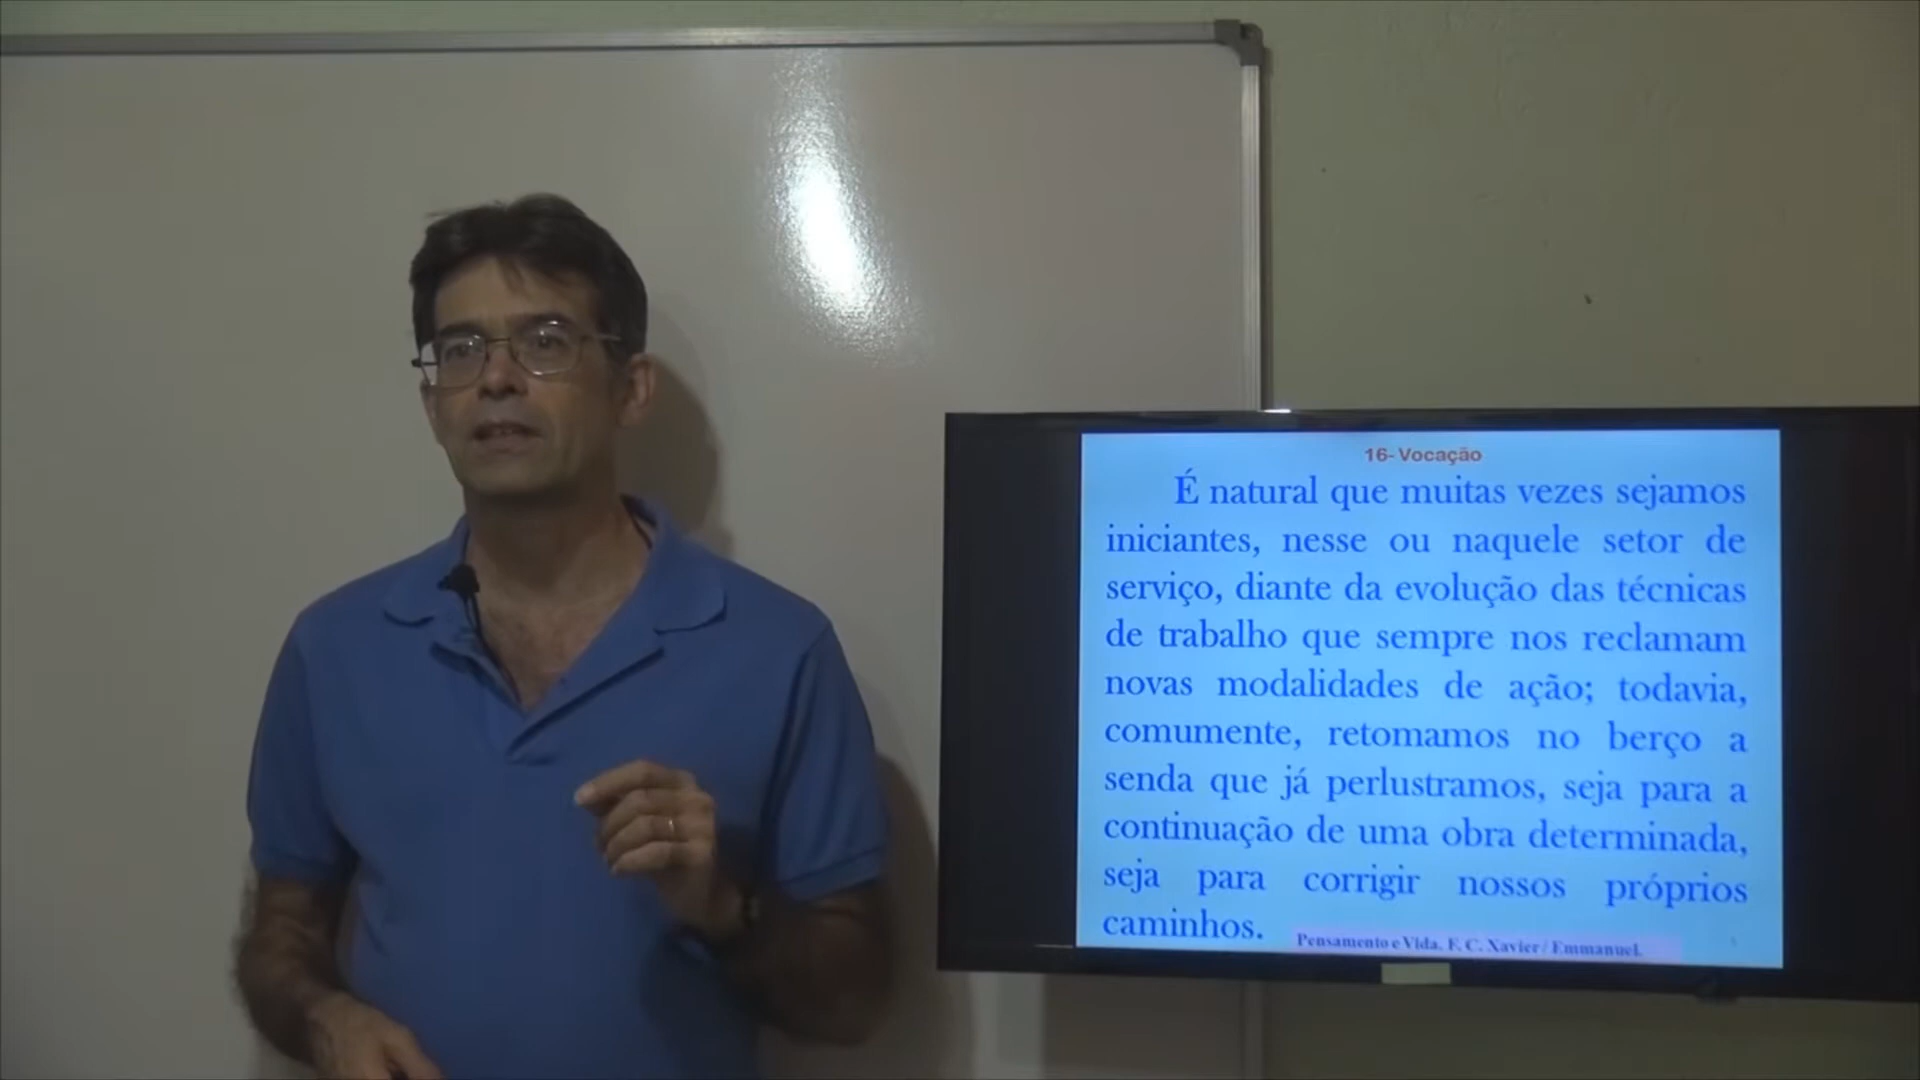 16- Vocação
É natural que muitas vezes sejamos
iniciantes, nesse ou naquele setor de
serviço, diante da evolução das técnicas
de trabalho que sempre nos reclamam
novas modalidades de ação; todavia,
comumente, retomamos no berço a
senda que já perlustramos, seja para a
continuação de uma obra determinada,
seja para corrigir nossos próprios
caminhos.
Pensamento e Vida. F. C. Xavier / Emmanuel.